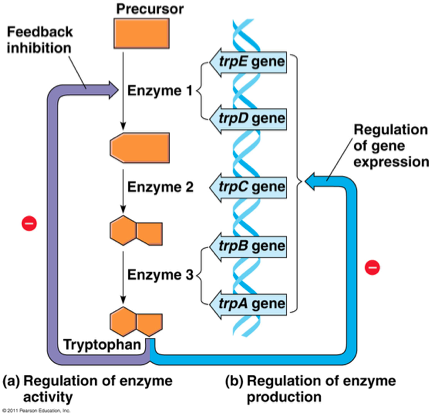 Precursor
Feedback
inhibition
trpE gene
Enzyme 1
trpD gene
Regulation
of gene
expression
Enzyme 2
trpC gene
–
trpB gene
–
Enzyme 3
trpA gene
Tryptophan
(a) Regulation of enzyme
activity
(b) Regulation of enzyme
production
© 2011 Pearson Education, Inc.